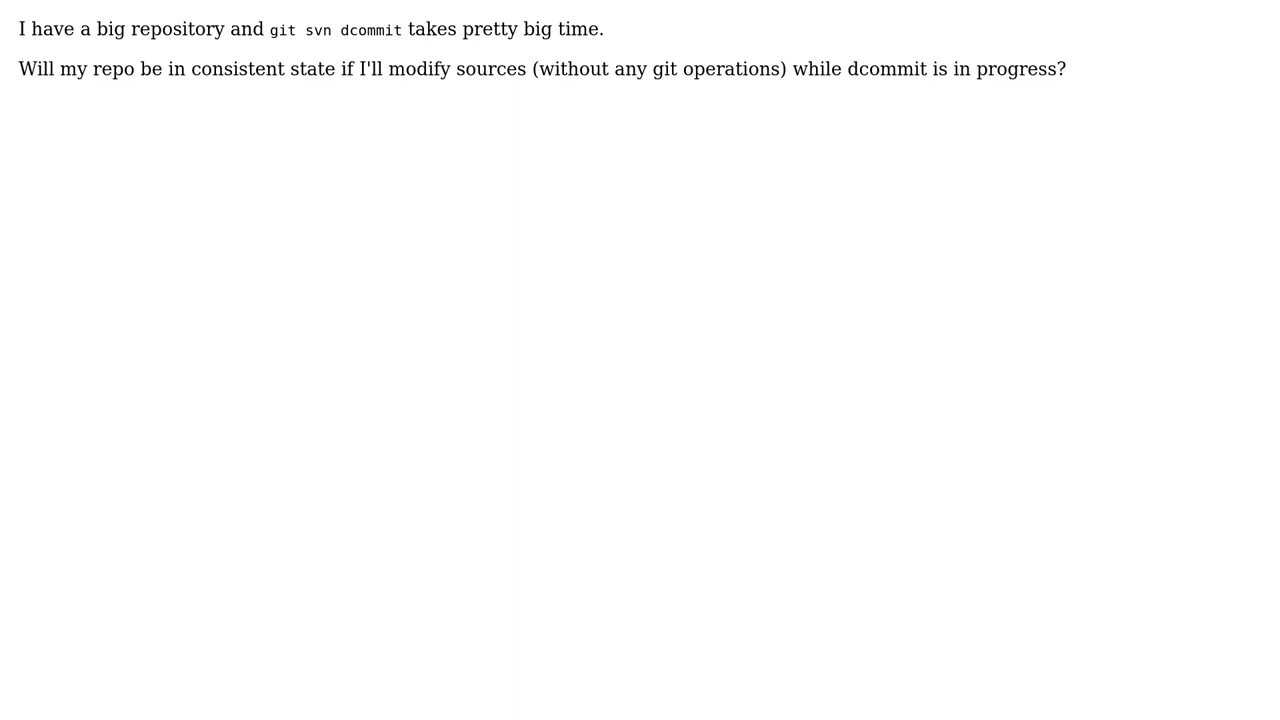 I have a big repository and git svn dcommit takes pretty big time.
Will my repo be in consistent state if I'll modify sources (without any git operations) while dcommit is in progress?